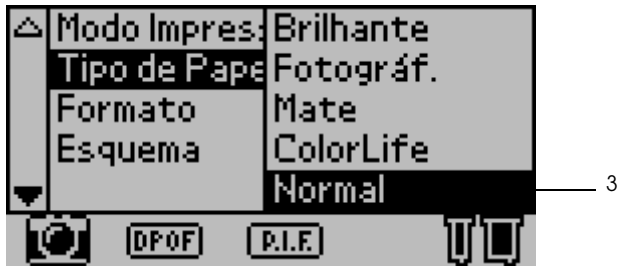 Modo Impres
Tipo de Pape
Formato
Esquema
Brilhante
Fotográf.
Mate
ColorLife
Normal
3
DPOF
P.I.F.